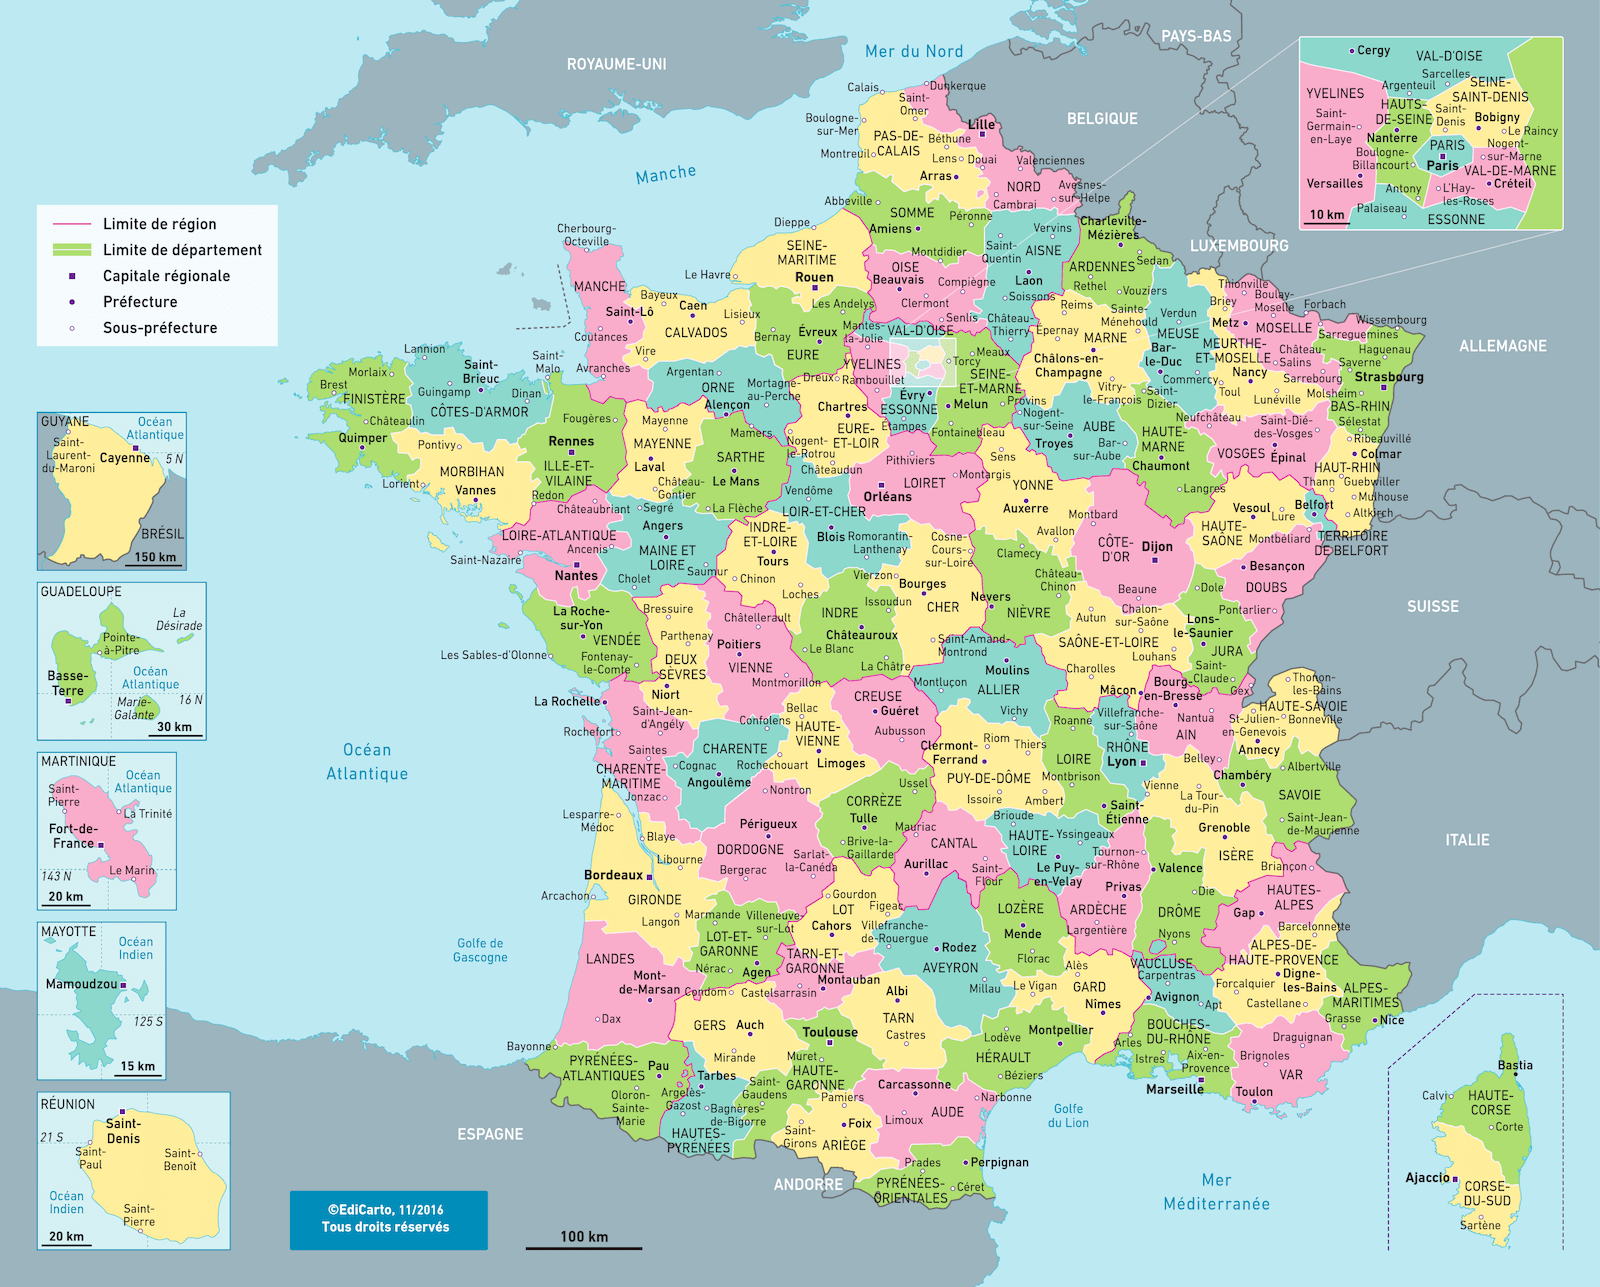 ROYAUME-UNI
Mer du Nord
PAYS-BAS
BELGIQUE
LUXEMBOURG
ALLEMAGNE
SUISSE
ITALIE
ESPAGNE
ANDORRE
Manche
Océan
Atlantique
Golfe de
Gascogne
Golfe
du Lion
Mer
Méditerranée
Limite de région
Limite de département
Capitale régionale
Préfecture
Sous-préfecture
Cergy
VAL-D'OISE
Sarcelles
Argenteuil
SEINE-
SAINT-DENIS
YVELINES
HAUTS-
DE-SEINE
Saint-
Denis
Bobigny
Saint-
Germain-
en-Laye
Nanterre
Le Raincy
PARIS
Paris
Nogent-
sur-Marne
Boulogne-
Billancourt
VAL-DE-MARNE
Versailles
Créteil
Antony
L'Hay-
les-Roses
Palaiseau
ESSONNE
10 km
Calais
Dunkerque
Saint-
Omer
Boulogne-
sur-Mer
Lille
PAS-DE-
CALAIS
Béthune
Montreuil
Lens
Douai
Valenciennes
Arras
NORD
Cambrai
Avesnes-
sur-Helpe
Abbeville
SOMME
Péronne
Amiens
Montdidier
Saint-
Quentin
Vervins
AISNE
Laon
Soissons
Château-
Thierry
Charleville-
Mézières
Sedan
ARDENNES
Rethel
Vouziers
Dieppe
SEINE-
MARITIME
Rouen
Le Havre
OISE
Beauvais
Compiègne
Clermont
Senlis
Cherbourg-
Octeville
MANCHE
Saint-Lô
Coutances
Avranches
Bayeux
Caen
Lisieux
CALVADOS
Vire
Les Andelys
Évreux
Bernay
EURE
Mantes-
la-Jolie
VAL-D'OISE
YVELINES
Rambouillet
Torcy
Meaux
SEINE-
ET-MARNE
Évry
ESSONNE
Étampes
Melun
Provins
Fontainebleau
Reims
Épernay
Sainte-
Ménehould
MARNE
Châlons-en-
Champagne
Vitry-
le-François
Verdun
MEUSE
Bar-
le-Duc
Commercy
Thionville
Briey
Boulay-
Moselle
Metz
MOSELLE
Forbach
Sarreguemines
Wissembourg
MEURTHE-
ET-MOSELLE
Château-
Salins
Nancy
Toul
Lunéville
Sarrebourg
Haguenau
Saverne
Strasbourg
Molsheim
BAS-RHIN
Sélestat
Ribeauvillé
Colmar
HAUT-RHIN
Thann
Guebwiller
Mulhouse
Altkirch
Neufchâteau
Saint-Dié-
des-Vosges
VOSGES
Épinal
Lannion
Saint-
Brieuc
Morlaix
Guingamp
Brest
FINISTÈRE
Châteaulin
Quimper
CÔTES-D'ARMOR
Dinan
Saint-
Malo
Fougères
Rennes
ILLE-ET-
VILAINE
Redon
Pontivy
MORBIHAN
Lorient
Vannes
Argentan
ORNE
Alençon
Mortagne-
au-Perche
Dreux
Chartres
EURE-
ET-LOIR
Nogent-
le-Rotrou
Châteaudun
Mayenne
MAYENNE
Laval
Château-
Gontier
Mamers
SARTHE
Le Mans
La Flèche
Nogent-
sur-Seine
AUBE
Troyes
Bar-
sur-Aube
Saint-
Dizier
HAUTE-
MARNE
Chaumont
Langres
Pithiviers
LOIRET
Montargis
Orléans
Sens
YONNE
Auxerre
Avallon
Montbard
CÔTE-
D'OR
Dijon
Beaune
Vesoul
Lure
HAUTE-
SAÔNE
Belfort
Montbéliard
TERRITOIRE
DE BELFORT
Besançon
DOUBS
Pontarlier
Dole
Lons-
le-Saunier
JURA
Saint-
Claude
Châteaubriant
LOIRE-ATLANTIQUE
Ancenis
Saint-Nazaire
Nantes
Segré
Angers
MAINE ET
LOIRE
Saumur
Cholet
INDRE-
ET-LOIRE
Tours
Chinon
Loches
Vendôme
LOIR-ET-CHER
Blois
Romorantin-
Lanthenay
Cosne-
Cours-
sur-Loire
Clamecy
Château-
Chinon
Nevers
NIÈVRE
Vierzon
Bourges
CHER
Saint-Amand-
Montrond
Issoudun
INDRE
Châteauroux
Le Blanc
La Châtre
Autun
Chalon-
sur-Saône
SAÔNE-ET-LOIRE
Louhans
Charolles
Mâcon
La Roche-
sur-Yon
VENDÉE
Les Sables-d'Olonne
Fontenay-
le-Comte
Bressuire
Parthenay
DEUX
SÈVRES
Niort
Châtellerault
Poitiers
VIENNE
Montmorillon
La Rochelle
Saint-Jean-
d'Angély
Rochefort
Saintes
CHARENTE-
MARITIME
Jonzac
Confolens
CHARENTE
Cognac
Angoulême
Bellac
HAUTE-
VIENNE
Rochechouart
Limoges
CREUSE
Guéret
Aubusson
Moulins
Montluçon
ALLIER
Vichy
Clermont-
Ferrand
Riom
Thiers
PUY-DE-DÔME
Issoire
Ambert
Roanne
LOIRE
Montbrison
Saint-
Étienne
Villefranche-
sur-Saône
RHÔNE
Lyon
Bourg-
en-Bresse
Gex
Nantua
AIN
Belley
Thonon-
les-Bains
HAUTE-SAVOIE
St-Julien-
en-Genevois
Bonneville
Annecy
Albertville
Chambéry
SAVOIE
Saint-Jean-
de-Maurienne
Vienne
La Tour-
du-Pin
Grenoble
ISÈRE
Lesparre-
Médoc
Blaye
Libourne
Bordeaux
Arcachon
GIRONDE
Langon
Nontron
Périgueux
DORDOGNE
Bergerac
Sarlat-
la-Canéda
Ussel
CORRÈZE
Tulle
Brive-la-
Gaillarde
Mauriac
CANTAL
Aurillac
Saint-
Flour
Brioude
HAUTE-
LOIRE
Yssingeaux
Le Puy-
en-Velay
Tournon-
sur-Rhône
Privas
ARDÈCHE
Largentière
Valence
Die
DRÔME
Nyons
Briançon
HAUTES-
ALPES
Gap
Barcelonnette
ALPES-DE-
HAUTE-PROVENCE
Digne-
les-Bains
Forcalquier
Castellane
LANDES
Mont-
de-Marsan
Dax
Marmande
Villeneuve-
sur-Lot
LOT-ET-
GARONNE
Nérac
Agen
Gourdon
LOT
Figeac
Cahors
TARN-ET-
GARONNE
Montauban
Castelsarrasin
Villefranche-
de-Rouergue
Rodez
AVEYRON
Millau
LOZÈRE
Mende
Florac
Alès
Le Vigan
GARD
Nîmes
VAUCLUSE
Carpentras
Avignon
Apt
ALPES-
MARITIMES
Grasse
Nice
Condom
GERS
Auch
Mirande
Toulouse
Muret
HAUTE-
GARONNE
Saint-
Gaudens
Albi
TARN
Castres
Lodève
Montpellier
HÉRAULT
Béziers
Arles
BOUCHES-
DU-RHÔNE
Istres
Aix-en-
Provence
Marseille
Draguignan
Brignoles
VAR
Toulon
Bayonne
PYRÉNÉES-
ATLANTIQUES
Pau
Oloron-
Sainte-
Marie
Tarbes
Argelès-
Gazost
Bagnères-
de-Bigorre
HAUTES-
PYRÉNÉES
Pamiers
Saint-
Girons
Foix
ARIÈGE
Carcassonne
Narbonne
Limoux
AUDE
Prades
Perpignan
PYRÉNÉES-
ORIENTALES
Céret
Bastia
Calvi
HAUTE-
CORSE
Corte
Ajaccio
CORSE-
DU-SUD
Sartène
GUYANE
Océan
Atlantique
Saint-
Laurent-
du-Maroni
Cayenne
5 N
BRÉSIL
150 km
GUADELOUPE
La
Désirade
Pointe-
à-Pitre
Basse-
Terre
Océan
Atlantique
Marie-
Galante
16 N
30 km
MARTINIQUE
Océan
Atlantique
Saint-
Pierre
La Trinité
Fort-de-
France
Le Marin
143 N
20 km
MAYOTTE
Océan
Indien
Mamoudzou
125 S
15 km
RÉUNION
Saint-
Denis
21 S
Saint-
Paul
Saint-
Benoît
Océan
Indien
Saint-
Pierre
20 km
©EdiCarto, 11/2016
Tous droits réservés
100 km